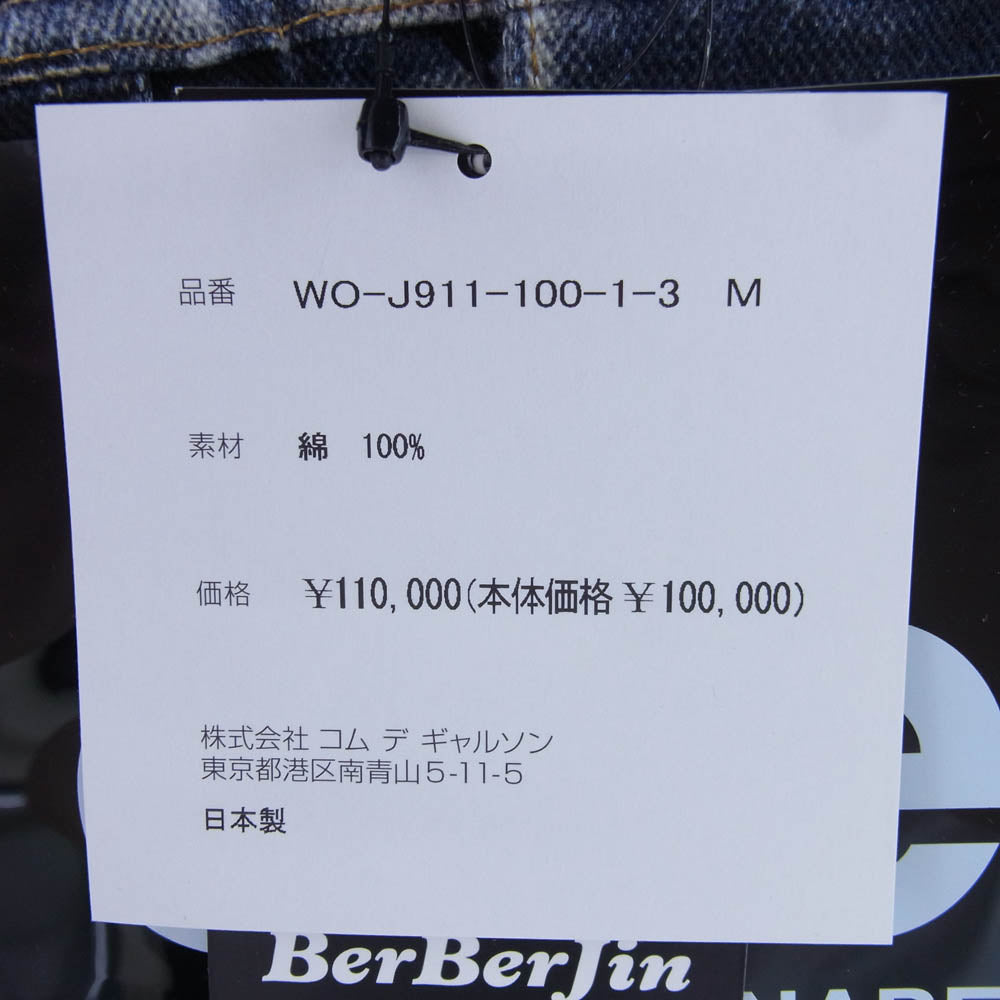 品番 WO-J911-100-1-3 M
素材 綿 100%
価格 ¥110,000(本体価格 ¥100,000)
株式会社 コム デ ギャルソン
東京都港区南青山5-11-5
日本製
e
BerBerJin